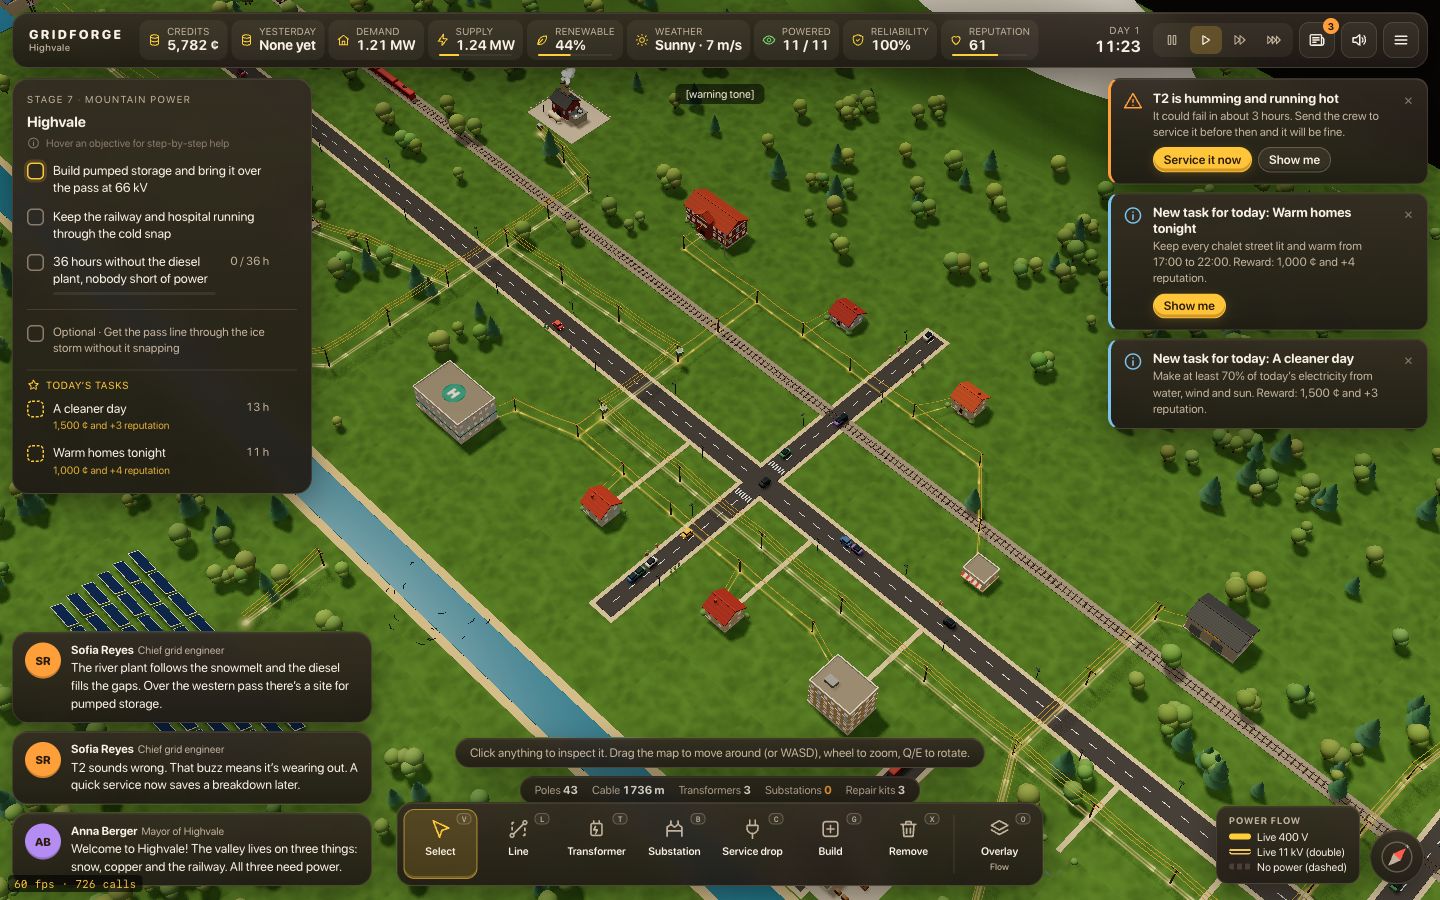 GRIDFORGE
Highvale
CREDITS
5,782 ¢
YESTERDAY
None yet
DEMAND
1.21 MW
SUPPLY
1.24 MW
RENEWABLE
44%
WEATHER
Sunny · 7 m/s
POWERED
11 / 11
RELIABILITY
100%
REPUTATION
61
DAY 1
11:23
3
STAGE 7 · MOUNTAIN POWER
Highvale
Hover an objective for step-by-step help
Build pumped storage and bring it over
the pass at 66 kV
Keep the railway and hospital running
through the cold snap
36 hours without the diesel
plant, nobody short of power
0 / 36 h
Optional · Get the pass line through the ice
storm without it snapping
TODAY'S TASKS
A cleaner day
13 h
1,500 ¢ and +3 reputation
Warm homes tonight
11 h
1,000 ¢ and +4 reputation
[warning tone]
T2 is humming and running hot
It could fail in about 3 hours. Send the crew to
service it before then and it will be fine.
Service it now
Show me
New task for today: Warm homes
tonight
Keep every chalet street lit and warm from
17:00 to 22:00. Reward: 1,000 ¢ and +4
reputation.
Show me
New task for today: A cleaner day
Make at least 70% of today's electricity from
water, wind and sun. Reward: 1,500 ¢ and +3
reputation.
H
SR
Sofia Reyes Chief grid engineer
The river plant follows the snowmelt and the diesel
fills the gaps. Over the western pass there's a site for
pumped storage.
SR
Sofia Reyes Chief grid engineer
T2 sounds wrong. That buzz means it's wearing out. A
quick service now saves a breakdown later.
AB
Anna Berger Mayor of Highvale
Welcome to Highvale! The valley lives on three things:
snow, copper and the railway. All three need power.
60 fps · 726 calls
Click anything to inspect it. Drag the map to move around (or WASD), wheel to zoom, Q/E to rotate.
Poles 43 Cable 1 736 m Transformers 3 Substations 0 Repair kits 3
V
Select
L
Line
T
Transformer
B
Substation
C
Service drop
G
Build
X
Remove
O
Overlay
Flow
POWER FLOW
Live 400 V
Live 11 kV (double)
No power (dashed)